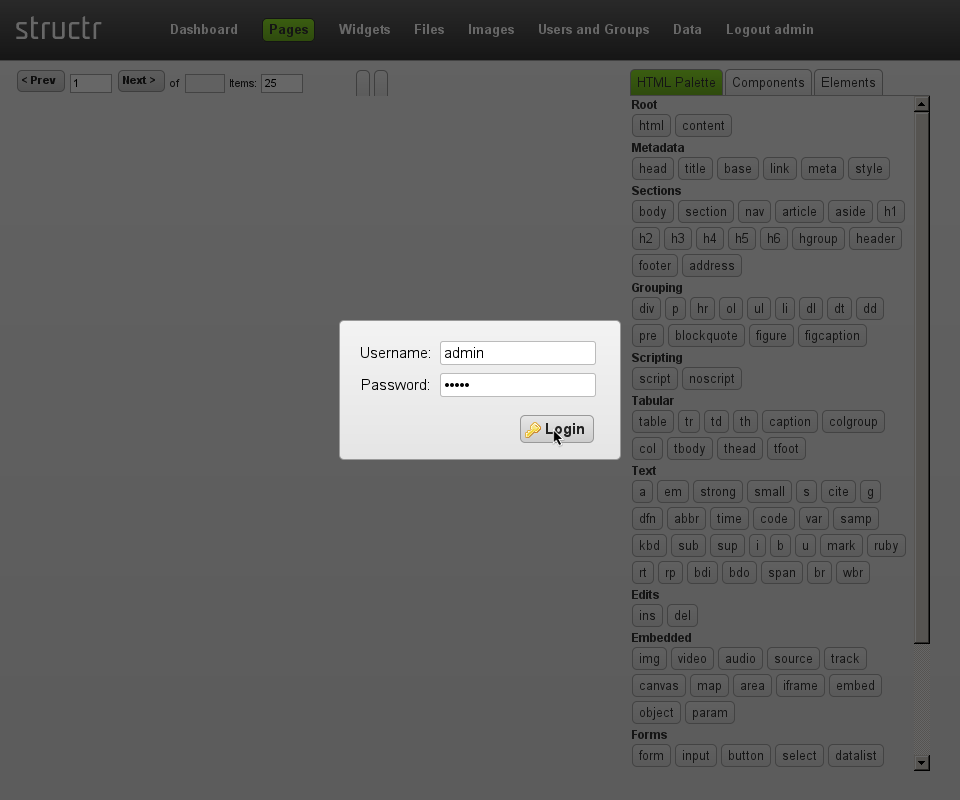 structr Dashboard Pages Widgets Files Images Users and Groups Data Logout admin
< Prev 1 Next > of Items: 25
HTML Palette Components Elements
Root
html content
Metadata
head title base link meta style
Sections
body section nav article aside h1
h2 h3 h4 h5 h6 hgroup header
footer address
Grouping
div p hr ol ul li dl dt dd
pre blockquote figure figcaption
Scripting
script noscript
Tabular
table tr td th caption colgroup
col tbody thead tfoot
Text
a em strong small s cite g
dfn abbr time code var samp
kbd sub sup i b u mark ruby
rt rp bdi bdo span br wbr
Edits
ins del
Embedded
img video audio source track
canvas map area iframe embed
object param
Forms
form input button select datalist
Username: admin
Password: •••••
Login